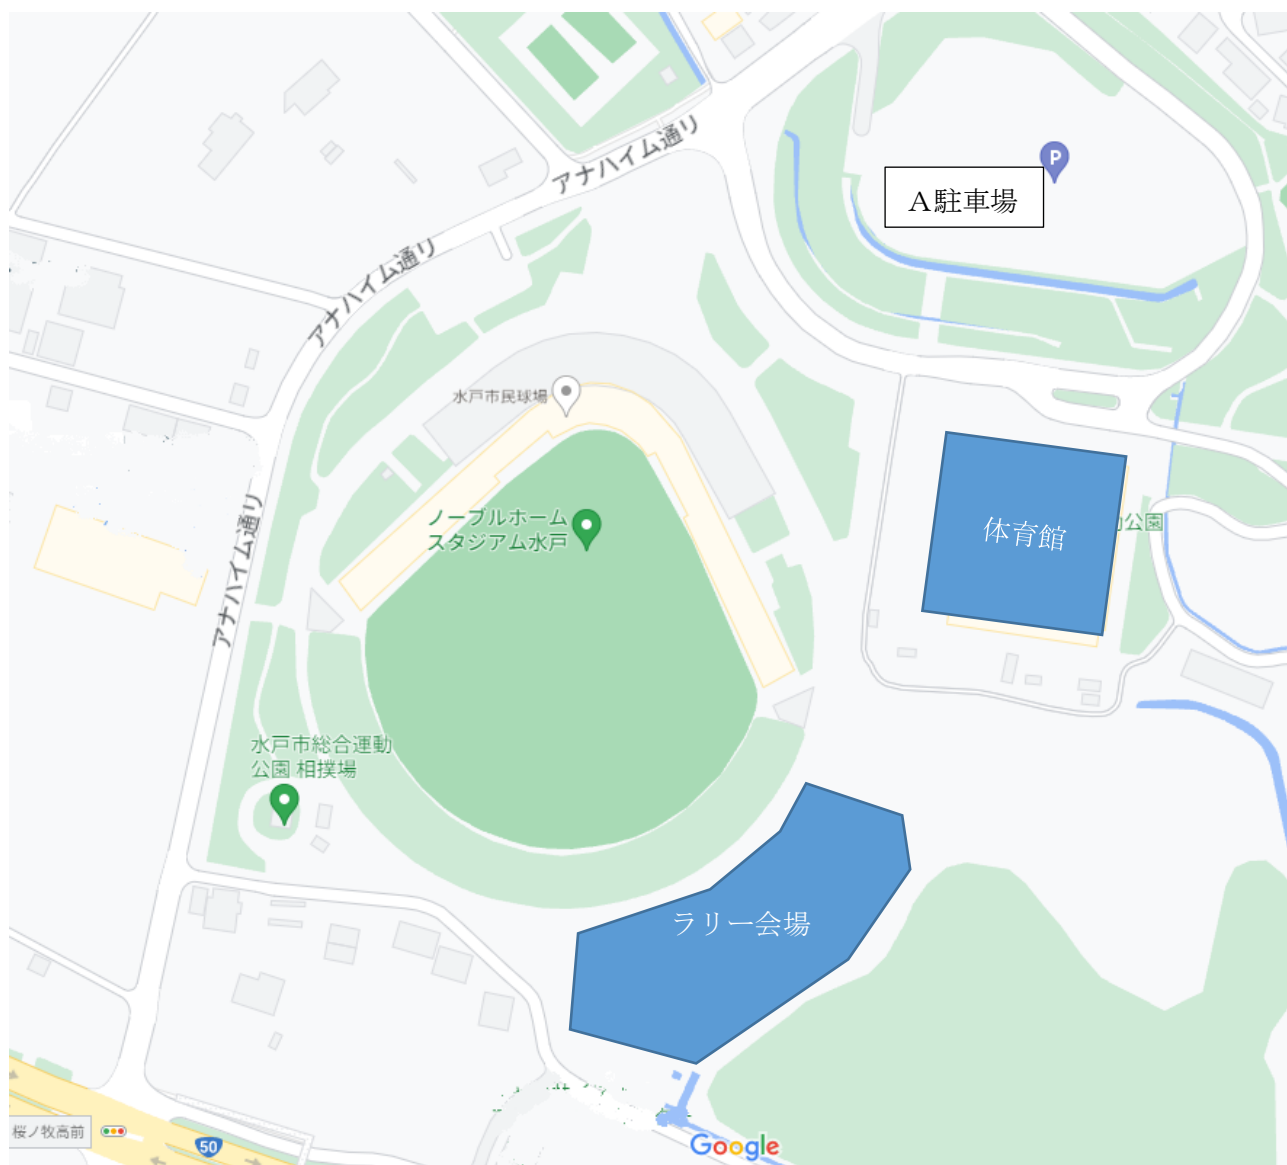 アナハイム通り
P
A駐車場
アナハイム通り
水戸市民球場
ノーブルホーム
スタジアム水戸
体育館
公園
アナハイム通り
水戸市総合運動
公園 相撲場
ラリー会場
桜ノ牧高前
50
Google